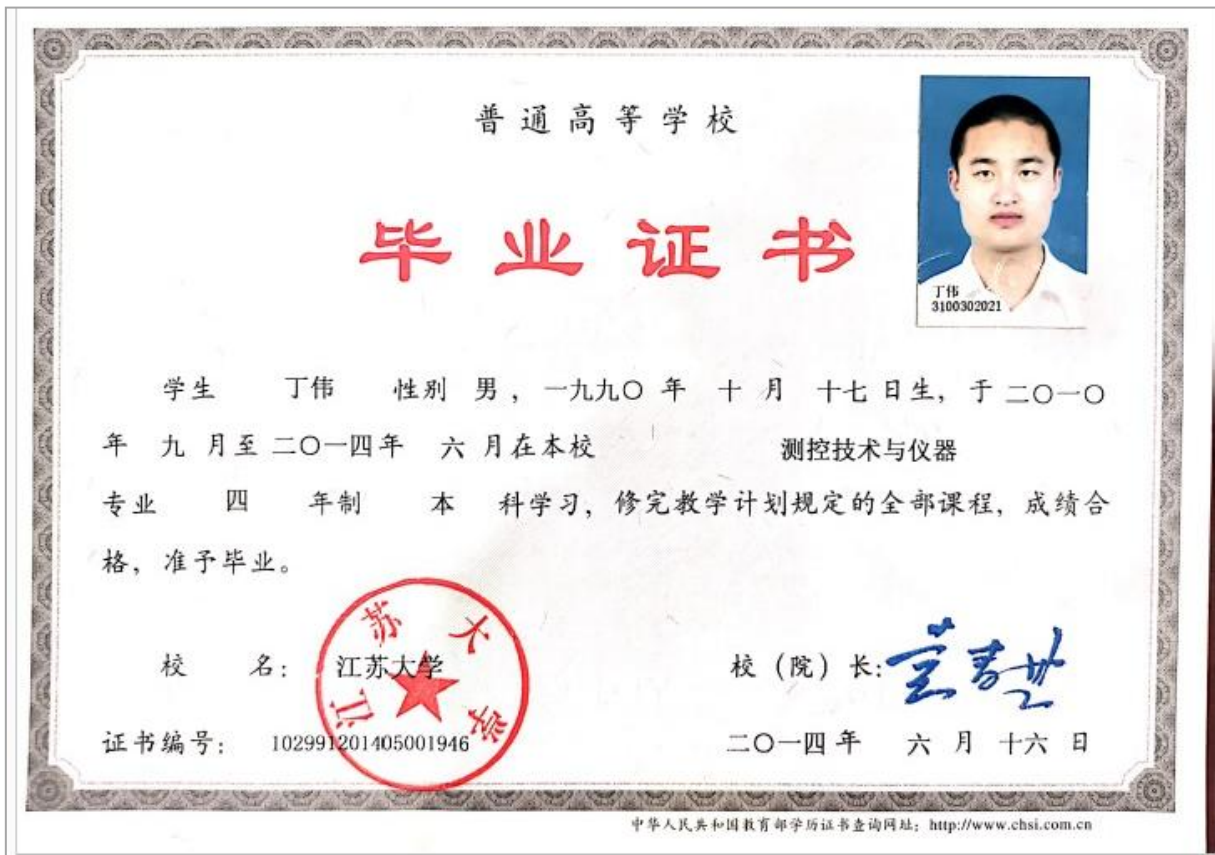 普通高等学校
毕业证书
丁伟
3100302021
学生 丁伟 性别 男，一九九〇 年 十 月 十七 日生，于 二〇一〇
年 九 月至 二〇一四 年 六 月在本校 测控技术与仪器
专业 四 年制 本 科学习，修完教学计划规定的全部课程，成绩合
格，准予毕业。
江苏大学
校 名： 江苏大学 校（院）长：
证书编号： 102991201405001946 二〇一四 年 六 月 十六 日
中华人民共和国教育部学历证书查询网址：http://www.chsi.com.cn